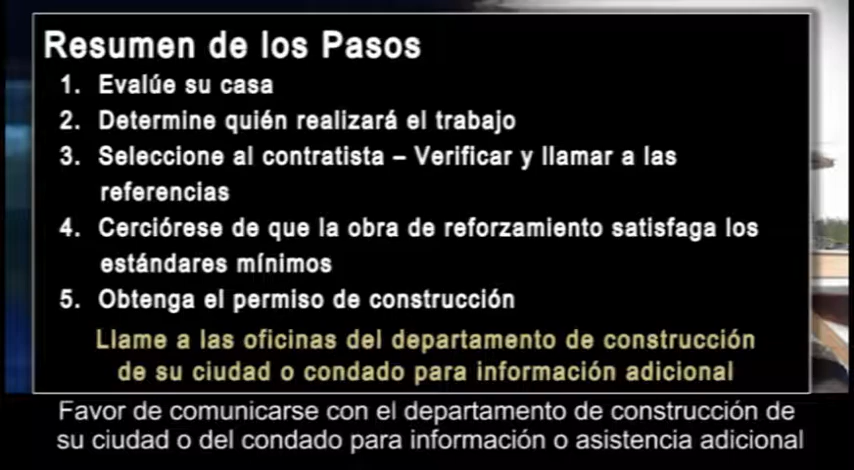 Resumen de los Pasos
1. Evalúe su casa
2. Determine quién realizará el trabajo
3. Seleccione al contratista – Verificar y llamar a las
referencias
4. Cerciórese de que la obra de reforzamiento satisfaga los
estándares mínimos
5. Obtenga el permiso de construcción
Llame a las oficinas del departamento de construcción
de su ciudad o condado para información adicional
Favor de comunicarse con el departamento de construcción de
su ciudad o del condado para información o asistencia adicional